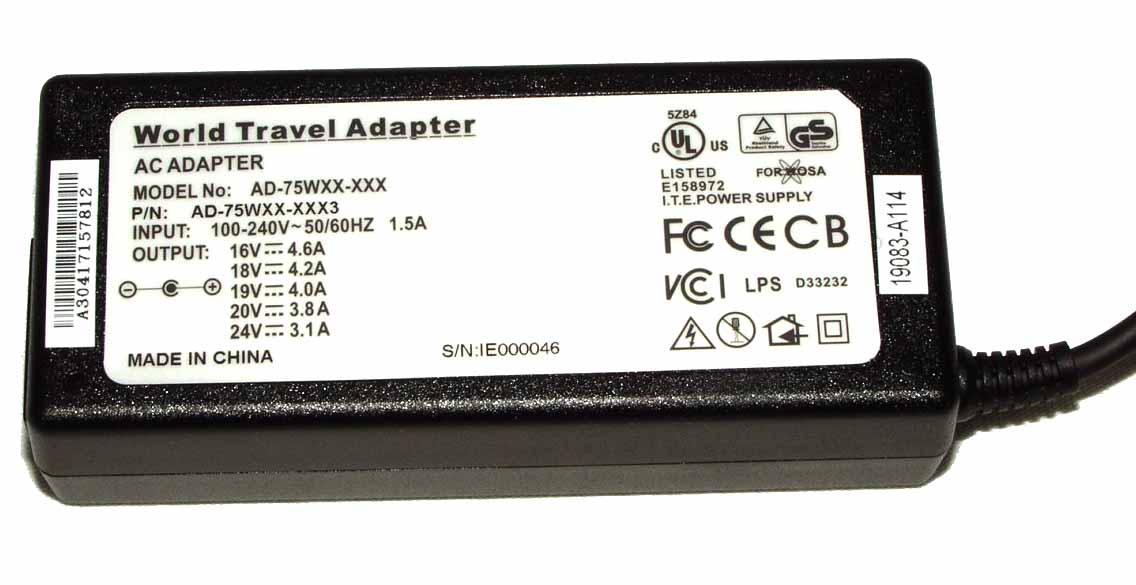 World Travel Adapter
AC ADAPTER
MODEL No: AD-75WXX-XXX
P/N: AD-75WXX-XXX3
INPUT: 100-240V~50/60HZ 1.5A
OUTPUT: 16V⎓4.6A
18V⎓4.2A
19V⎓4.0A
20V⎓3.8A
24V⎓3.1A
MADE IN CHINA
S/N:IE000046
5Z84
C UL US
LISTED
E158972
I.T.E.POWER SUPPLY
TÜV
GS
FC CE CB
VCCI LPS D33232
A30417157812
19083-A114